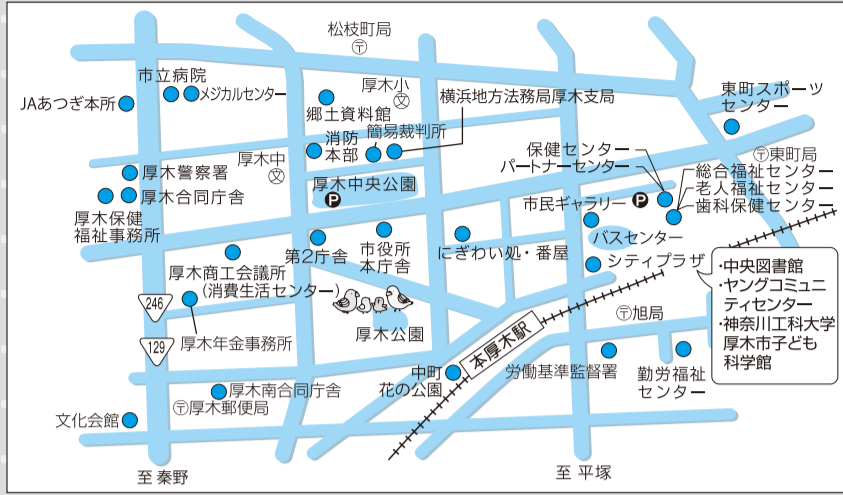 松枝町局
〒
市立病院
メジカルセンター
JAあつぎ本所
厚木小
文
郷土資料館
横浜地方法務局厚木支局
簡易裁判所
消防
本部
東町スポーツ
センター
厚木中
文
厚木警察署
厚木合同庁舎
厚木保健
福祉事務所
厚木中央公園
P
保健センター
パートナーセンター
〒東町局
総合福祉センター
老人福祉センター
歯科保健センター
市民ギャラリー
P
バスセンター
シティプラザ
・中央図書館
・ヤングコミュニ
ティセンター
・神奈川工科大学
厚木市子ども
科学館
厚木商工会議所
(消費生活センター)
第2庁舎
市役所
本庁舎
にぎわい処・番屋
246
129
厚木年金事務所
厚木公園
本厚木駅
〒旭局
中町
花の公園
労働基準監督署
勤労福祉
センター
厚木南合同庁舎
〒厚木郵便局
文化会館
至 秦野
至 平塚